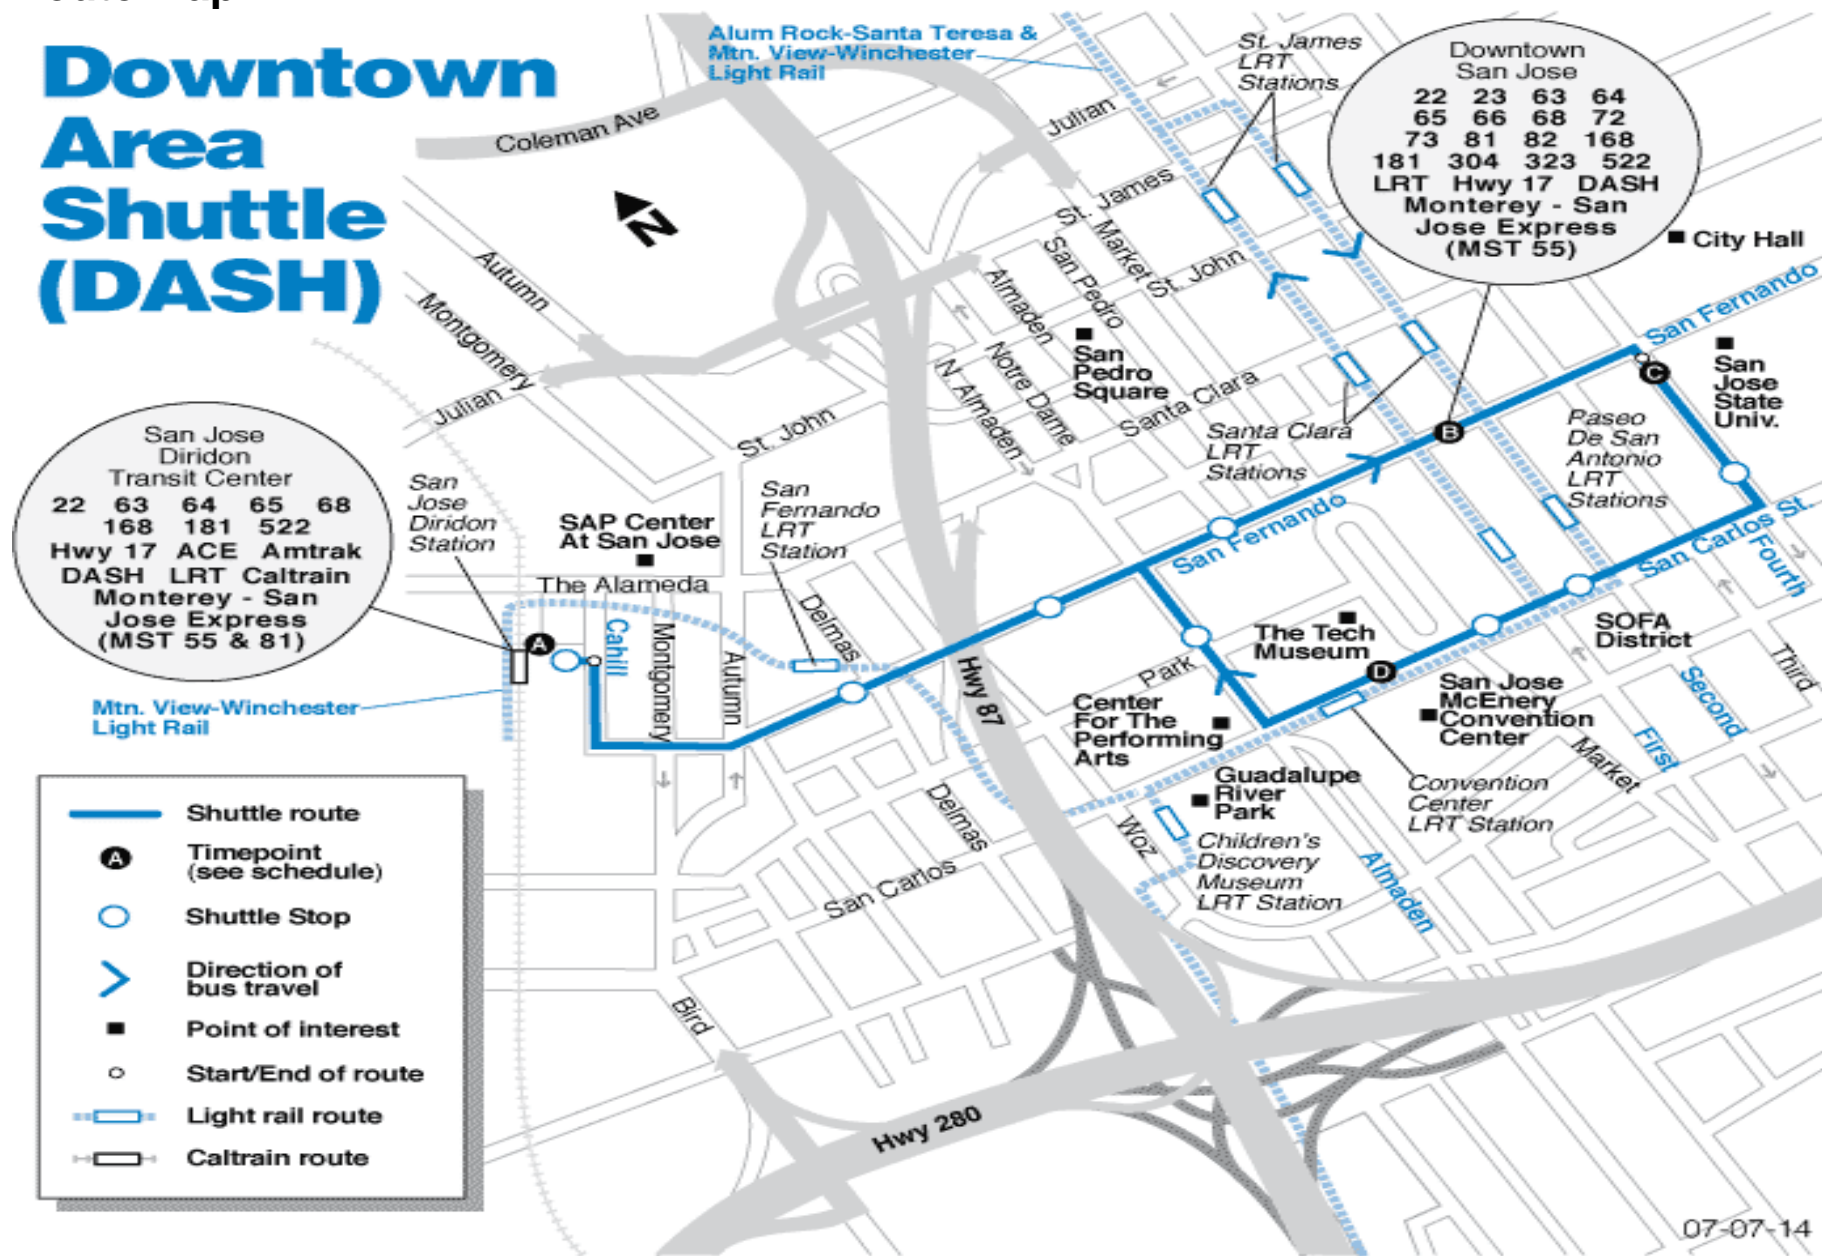 Downtown
Area
Shuttle
(DASH)
Alum Rock-Santa Teresa &
Mtn. View-Winchester
Light Rail
St. James
LRT
Stations
Downtown
San Jose
22 23 63 64
65 66 68 72
73 81 82 168
181 304 323 522
LRT Hwy 17 DASH
Monterey - San
Jose Express
(MST 55)
City Hall
Coleman Ave
Julian
St. James
Market
St. John
San Pedro
Almaden
Notre Dame
N. Almaden
San
Pedro
Square
Santa Clara
Autumn
Montgomery
Julian
St. John
San Fernando
San
Jose
State
Univ.
Santa Clara
LRT
Stations
Paseo
De San
Antonio
LRT
Stations
San Jose
Diridon
Transit Center
22 63 64 65 68
168 181 522
Hwy 17 ACE Amtrak
DASH LRT Caltrain
Monterey - San
Jose Express
(MST 55 & 81)
San
Jose
Diridon
Station
SAP Center
At San Jose
San
Fernando
LRT
Station
The Alameda
Cahill
Montgomery
Autumn
Delmas
Hwy 87
San Fernando
San Carlos St.
Fourth
A
B
C
D
Park
The Tech
Museum
SOFA
District
Third
Second
First
Market
Center
For The
Performing
Arts
San Jose
McEnery
Convention
Center
Convention
Center
LRT Station
Guadalupe
River
Park
Children's
Discovery
Museum
LRT Station
Woz
Almaden
Delmas
San Carlos
Bird
Hwy 280
N
Mtn. View-Winchester
Light Rail
Shuttle route
A
Timepoint
(see schedule)
Shuttle Stop
Direction of
bus travel
Point of interest
Start/End of route
Light rail route
Caltrain route
07-07-14